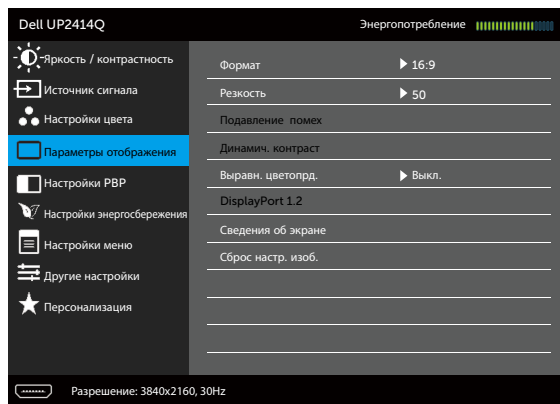 Dell UP2414Q
Энергопотребление
Яркость / контрастность
Источник сигнала
Настройки цвета
Параметры отображения
Настройки PBP
Настройки энергосбережения
Настройки меню
Другие настройки
Персонализация
Формат 16:9
Резкость 50
Подавление помех
Динамич. контраст
Выравн. цветопрд. Выкл.
DisplayPort 1.2
Сведения об экране
Сброс настр. изоб.
Разрешение: 3840x2160, 30Hz